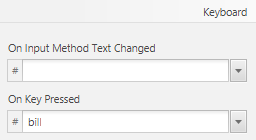 Keyboard
On Input Method Text Changed
#
On Key Pressed
# bill